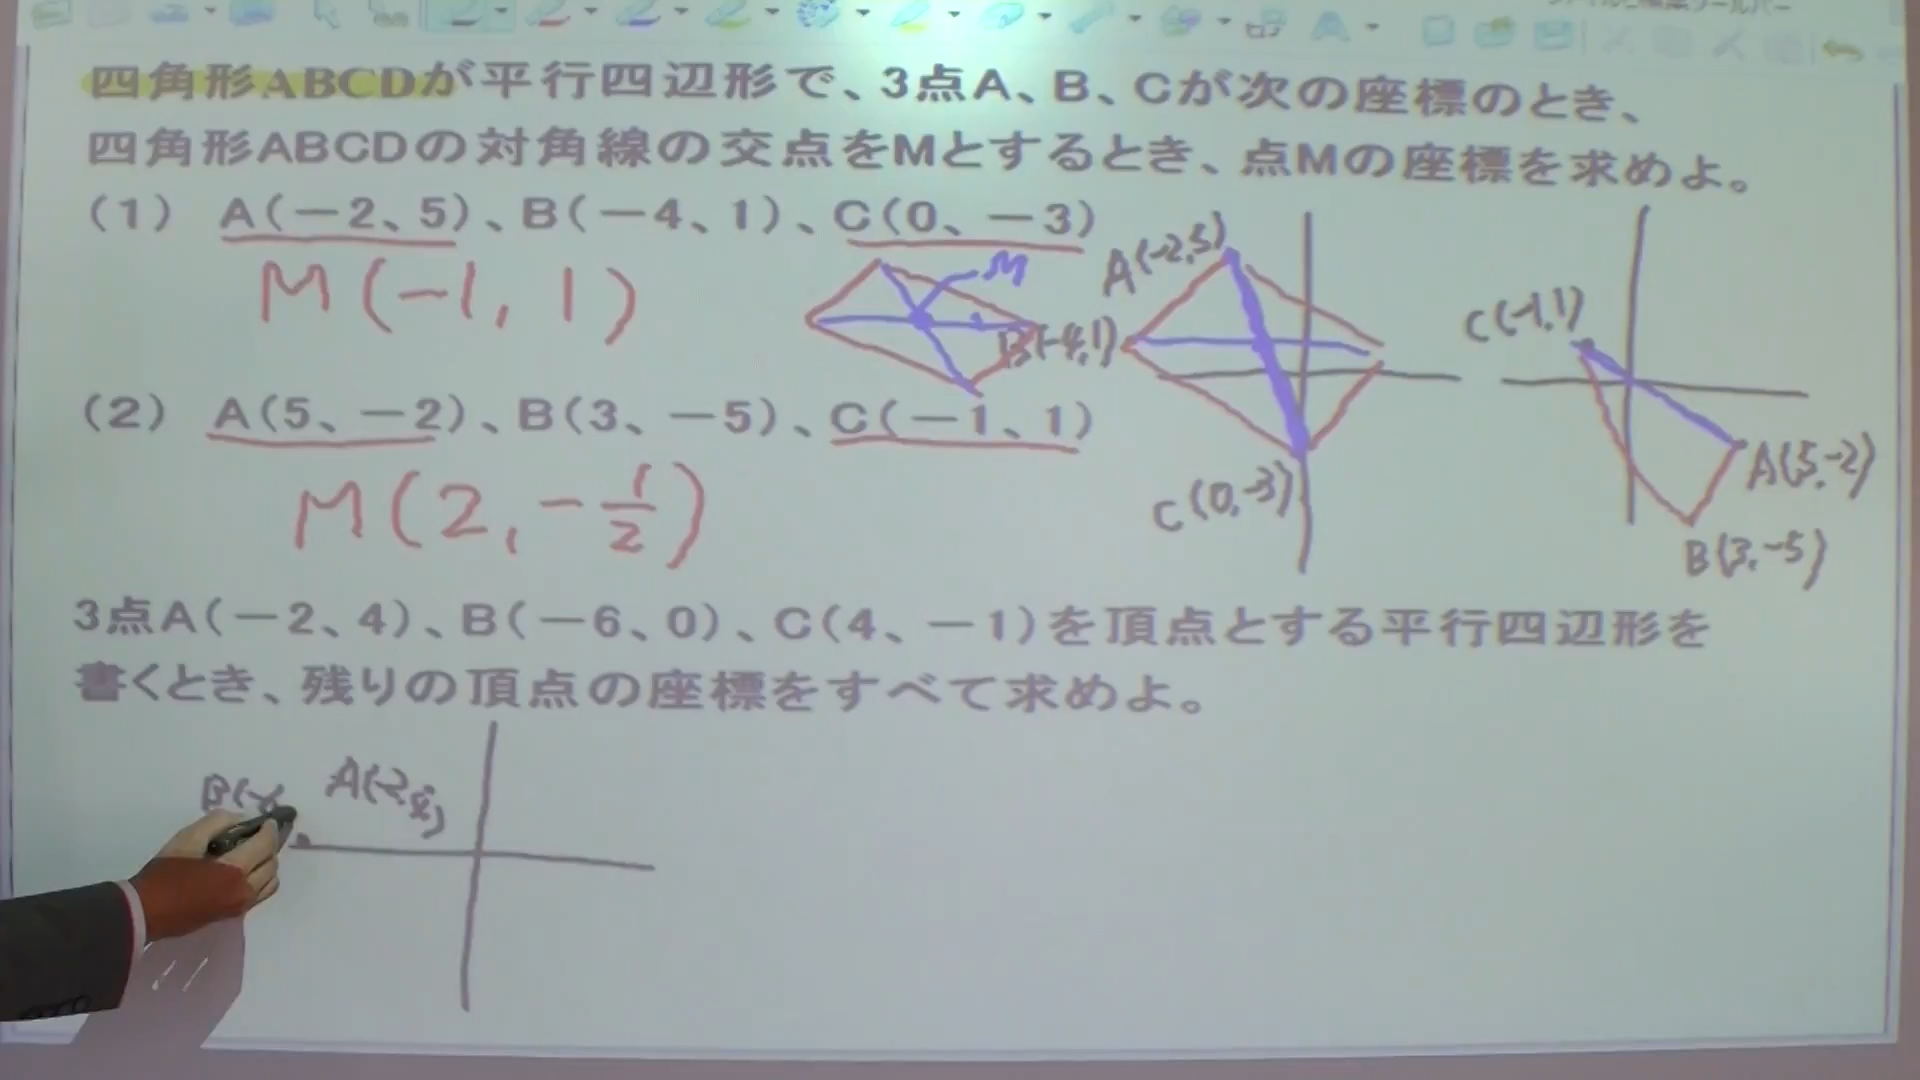 四角形ABCDが平行四辺形で、3点A、B、Cが次の座標のとき、
四角形ABCDの対角線の交点をMとするとき、点Mの座標を求めよ。
(1) A(-2、5)、B(-4、1)、C(0、-3)
M(-1, 1)
M
A(-2,5)
B(-4,1)
C(0,-3)
C(-1,1)
A(5,-2)
B(3,-5)
(2) A(5、-2)、B(3、-5)、C(-1、1)
M(2, -1/2)
3点A(-2、4)、B(-6、0)、C(4、-1)を頂点とする平行四辺形を
書くとき、残りの頂点の座標をすべて求めよ。
A(-2,4)
B(-